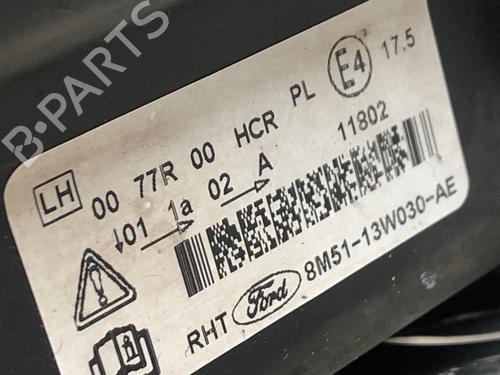 B-PARTS
LH 00 77R 00 HCR PL E4 17.5
01 1a 02 A 11802
RHT Ford 8M51-13W030-AE